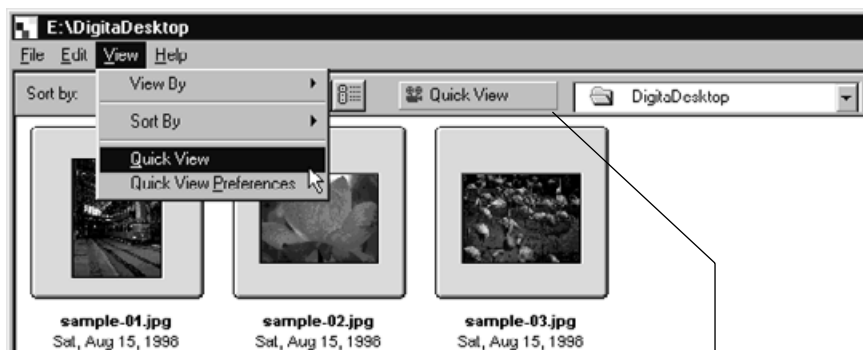 E:\DigitaDesktop
File Edit View Help
Sort by:
View By
Sort By
Quick View
Quick View Preferences
Quick View
DigitaDesktop
sample-01.jpg
Sat, Aug 15, 1998
sample-02.jpg
Sat, Aug 15, 1998
sample-03.jpg
Sat, Aug 15, 1998